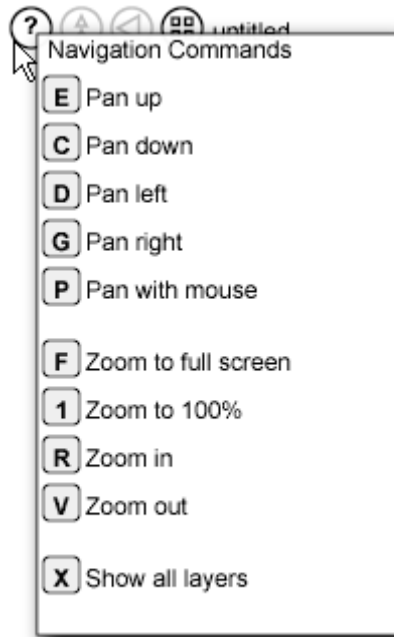 ? untitled
Navigation Commands
E Pan up
C Pan down
D Pan left
G Pan right
P Pan with mouse
F Zoom to full screen
1 Zoom to 100%
R Zoom in
V Zoom out
X Show all layers